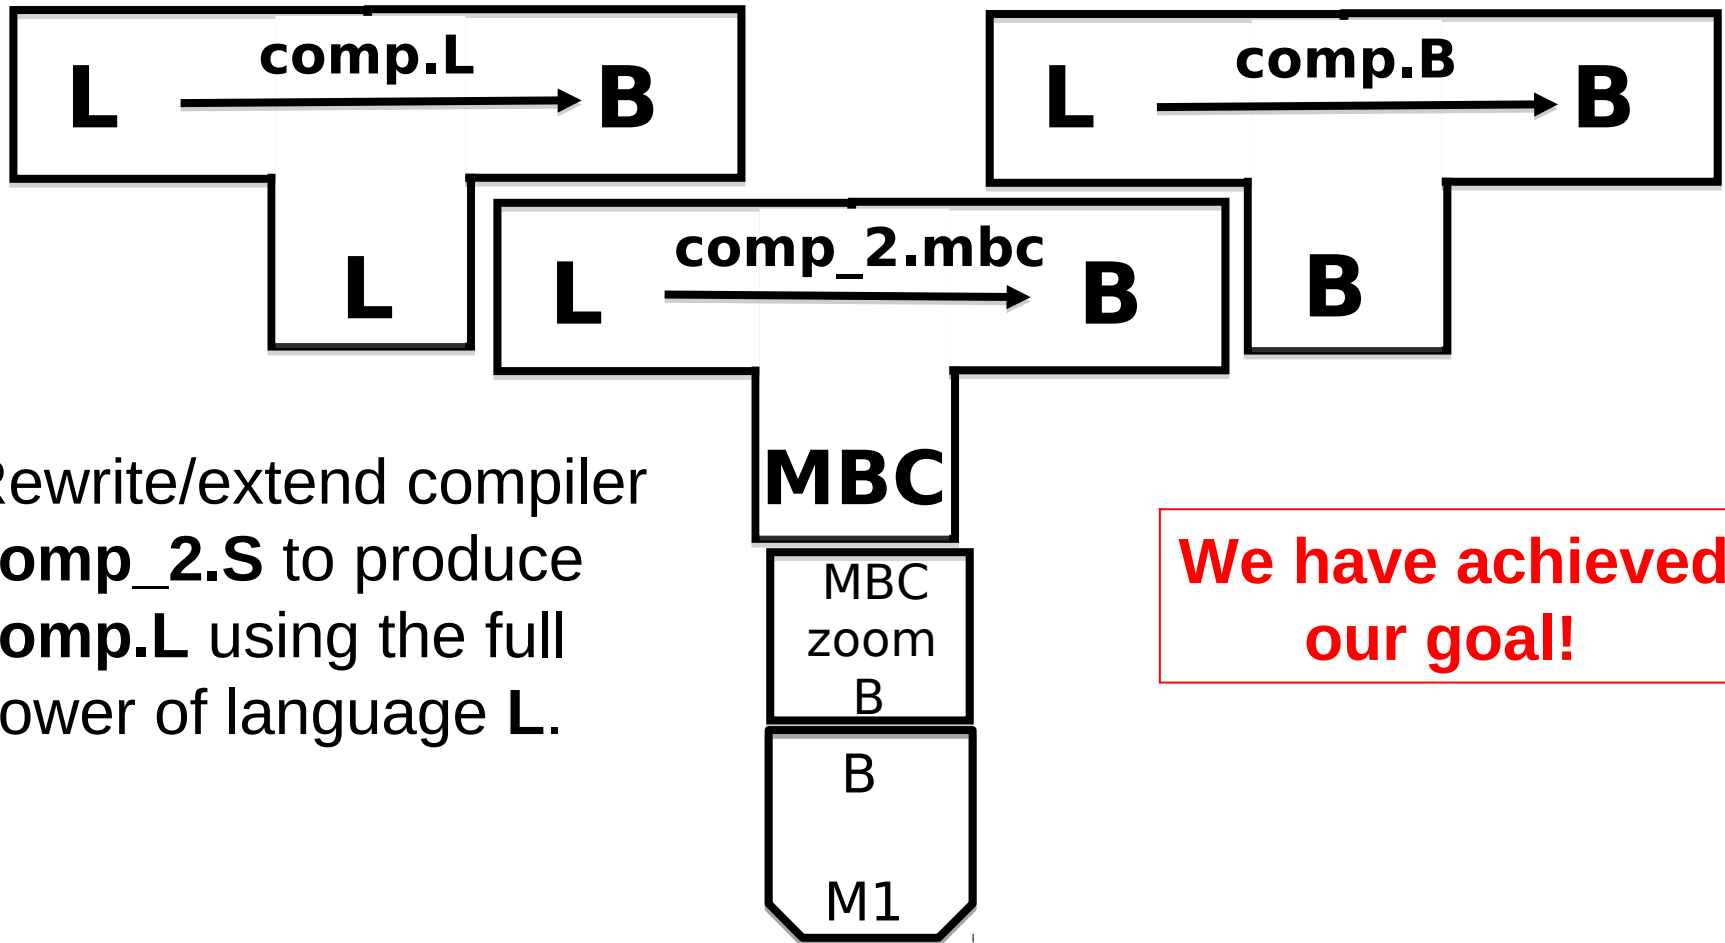 comp.L
L B
L
comp.B
L B
B
comp_2.mbc
L B
MBC
ewrite/extend compiler
omp_2.S to produce
omp.L using the full
ower of language L.
We have achieved
our goal!
MBC
zoom
B
B
M1